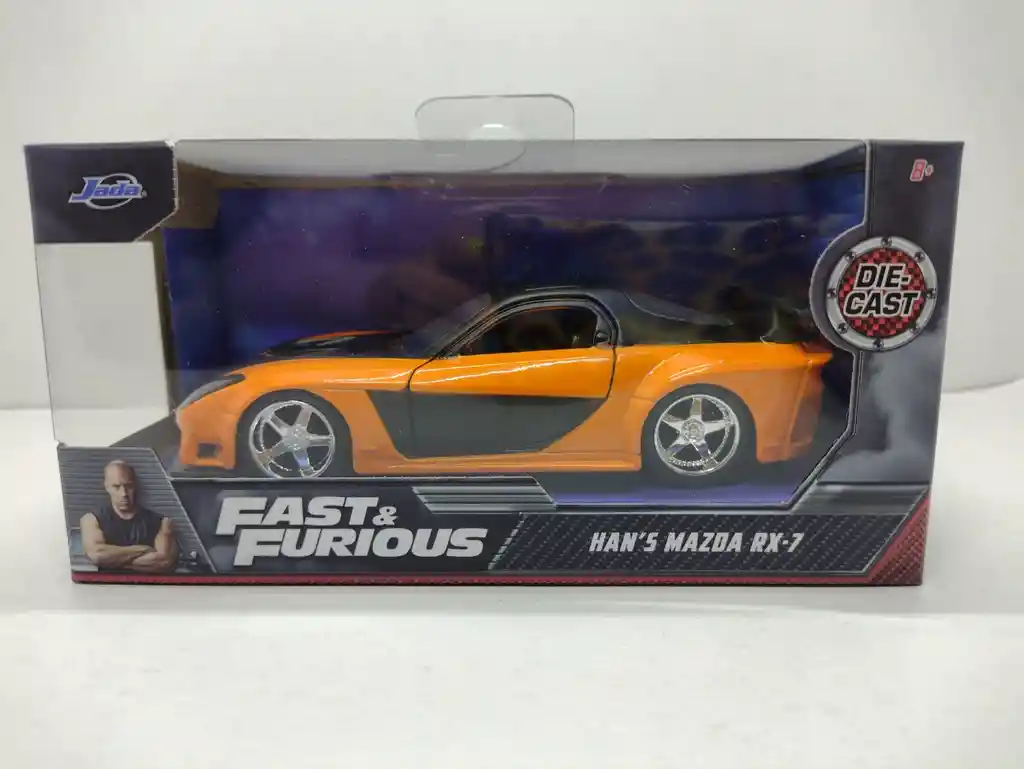 Jada
8+
DIE-
CAST
FAST &
FURIOUS
HAN'S MAZDA RX-7